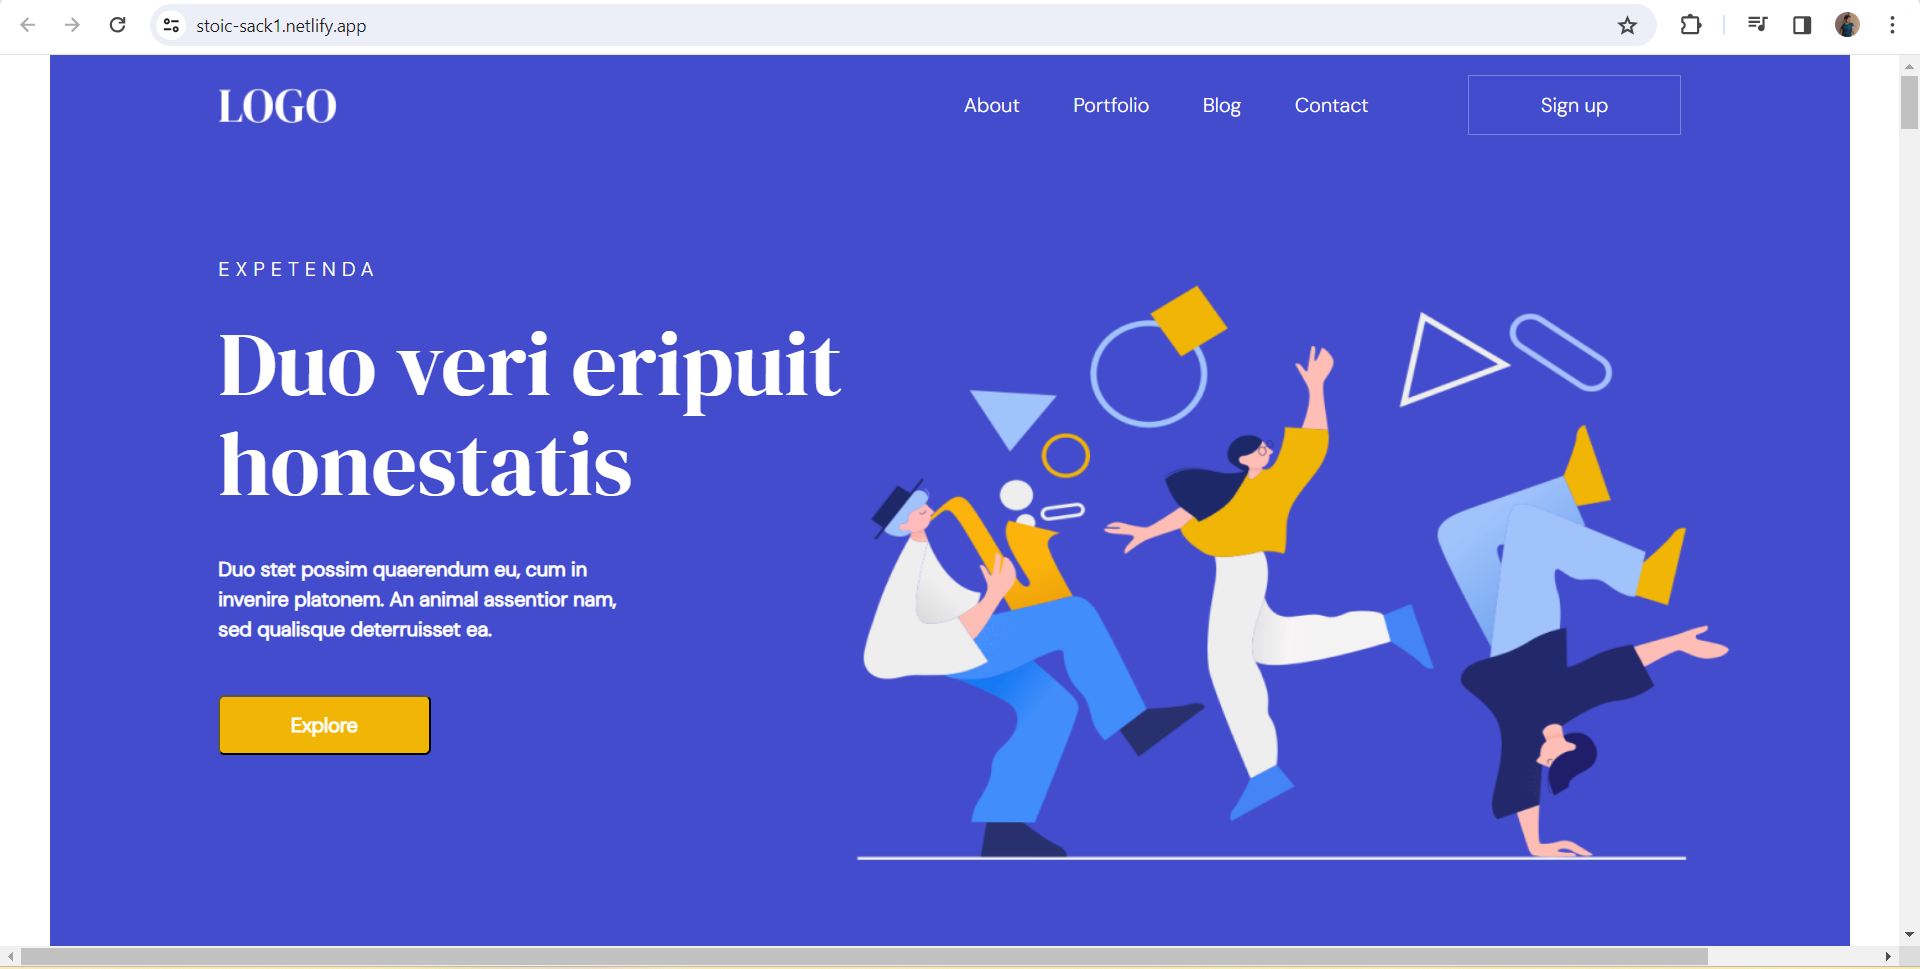 stoic-sack1.netlify.app
LOGO
About Portfolio Blog Contact Sign up
EXPETENDA
Duo veri eripuit
honestatis
Duo stet possim quaerendum eu, cum in
invenire platonem. An animal assentior nam,
sed qualisque deterruisset ea.
Explore